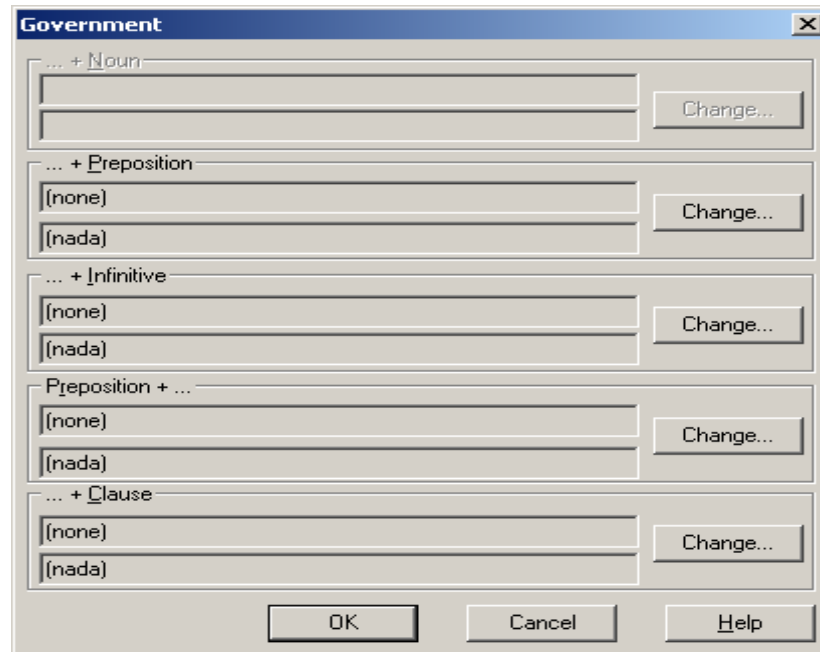 Government
... + Noun
Change...
... + Preposition
(none)
(nada)
Change...
... + Infinitive
(none)
(nada)
Change...
Preposition + ...
(none)
(nada)
Change...
... + Clause
(none)
(nada)
Change...
OK Cancel Help